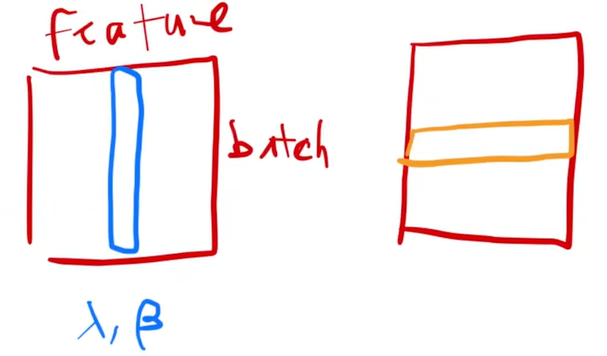 feature
batch
λ, β